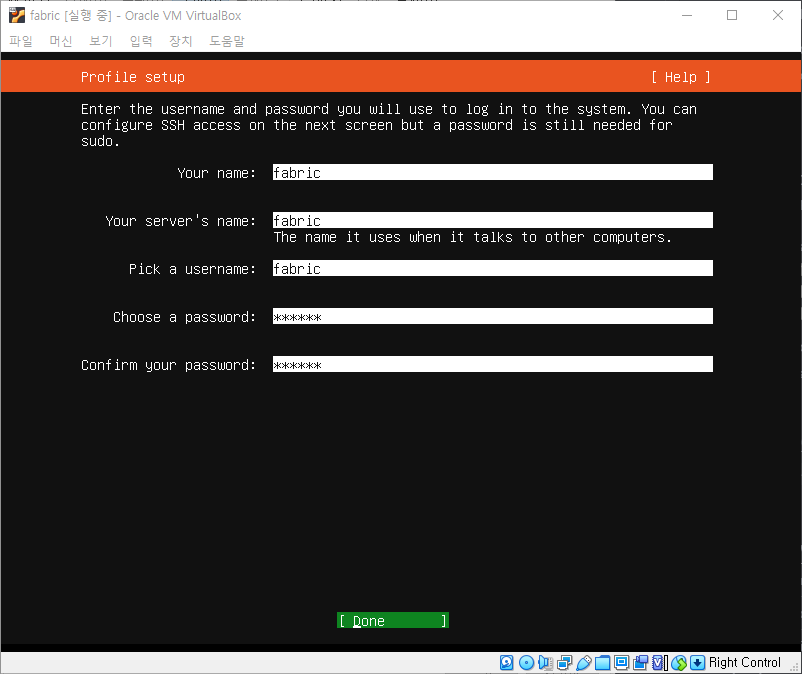 fabric [실행 중] - Oracle VM VirtualBox
파일 머신 보기 입력 장치 도움말
Profile setup [ Help ]
Enter the username and password you will use to log in to the system. You can
configure SSH access on the next screen but a password is still needed for
sudo.
Your name: fabric
Your server's name: fabric
The name it uses when it talks to other computers.
Pick a username: fabric
Choose a password: ******
Confirm your password: ******
[ Done ]
Right Control